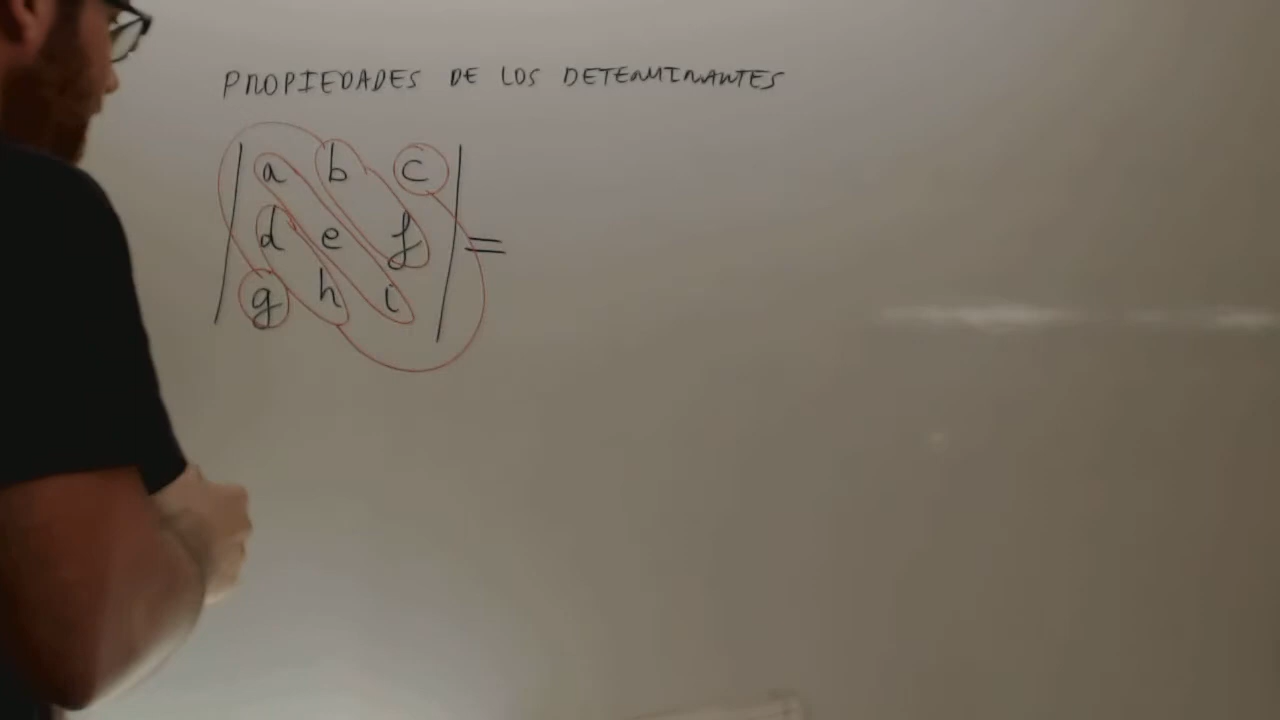 PROPIEDADES DE LOS DETERMINANTES
| a b c |
| d e f | =
| g h i |